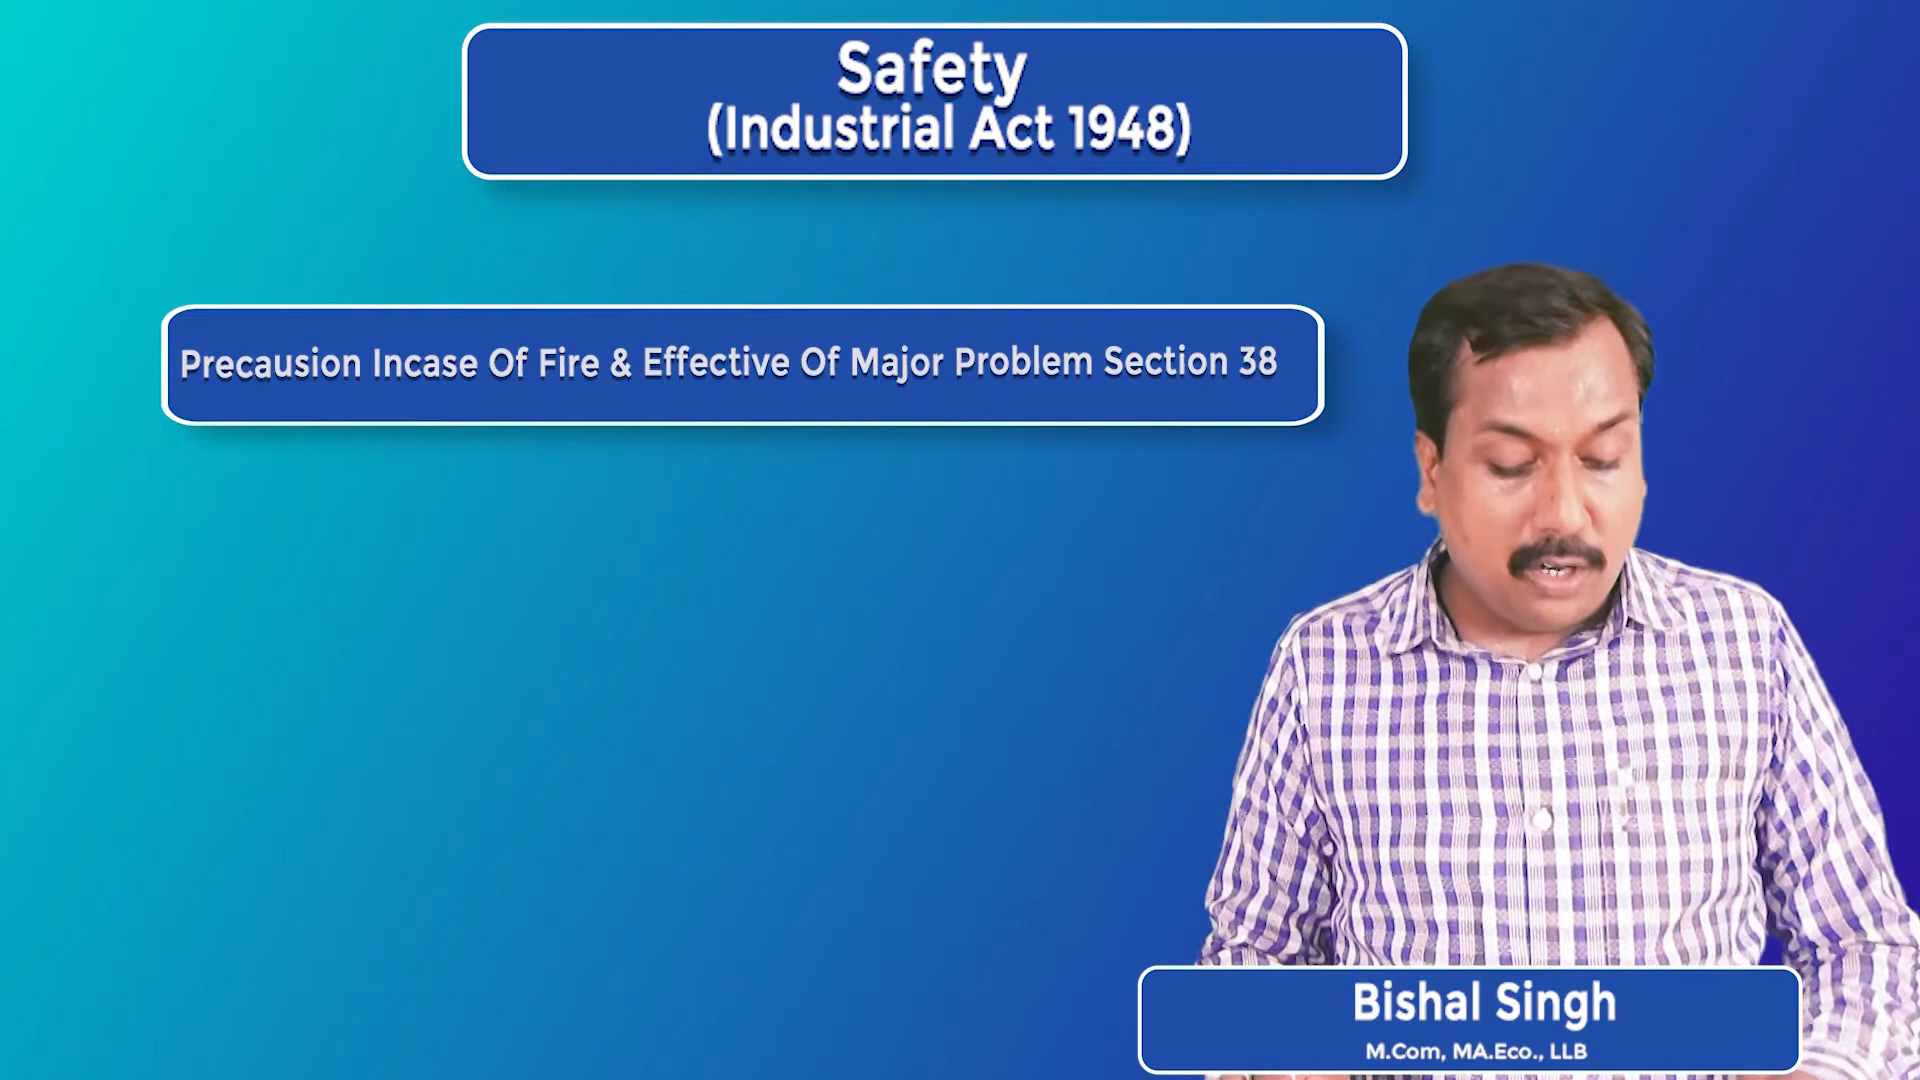 Safety
(Industrial Act 1948)
Precausion Incase Of Fire & Effective Of Major Problem Section 38
Bishal Singh
M.Com, MA.Eco., LLB